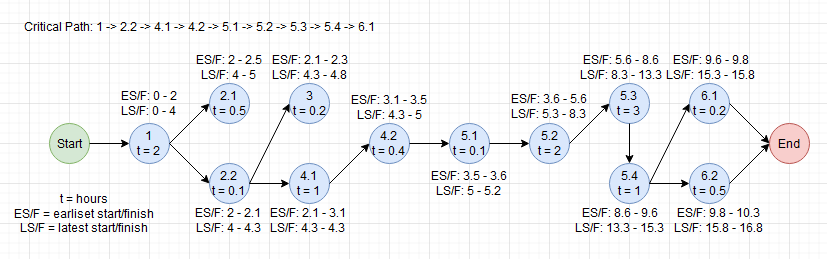 Critical Path: 1 -> 2.2 -> 4.1 -> 4.2 -> 5.1 -> 5.2 -> 5.3 -> 5.4 -> 6.1
ES/F: 0 - 2
LS/F: 0 - 4
ES/F: 2 - 2.5
LS/F: 4 - 5
ES/F: 2.1 - 2.3
LS/F: 4.3 - 4.8
ES/F: 3.1 - 3.5
LS/F: 4.3 - 5
ES/F: 3.6 - 5.6
LS/F: 5.3 - 8.3
ES/F: 5.6 - 8.6
LS/F: 8.3 - 13.3
ES/F: 9.6 - 9.8
LS/F: 15.3 - 15.8
Start
1
t = 2
2.1
t = 0.5
2.2
t = 0.1
3
t = 0.2
4.1
t = 1
4.2
t = 0.4
5.1
t = 0.1
5.2
t = 2
5.3
t = 3
5.4
t = 1
6.1
t = 0.2
6.2
t = 0.5
End
ES/F: 2 - 2.1
LS/F: 4 - 4.3
ES/F: 2.1 - 3.1
LS/F: 4.3 - 4.3
ES/F: 3.5 - 3.6
LS/F: 5 - 5.2
ES/F: 8.6 - 9.6
LS/F: 13.3 - 15.3
ES/F: 9.8 - 10.3
LS/F: 15.8 - 16.8
t = hours
ES/F = earliset start/finish
LS/F = latest start/finish